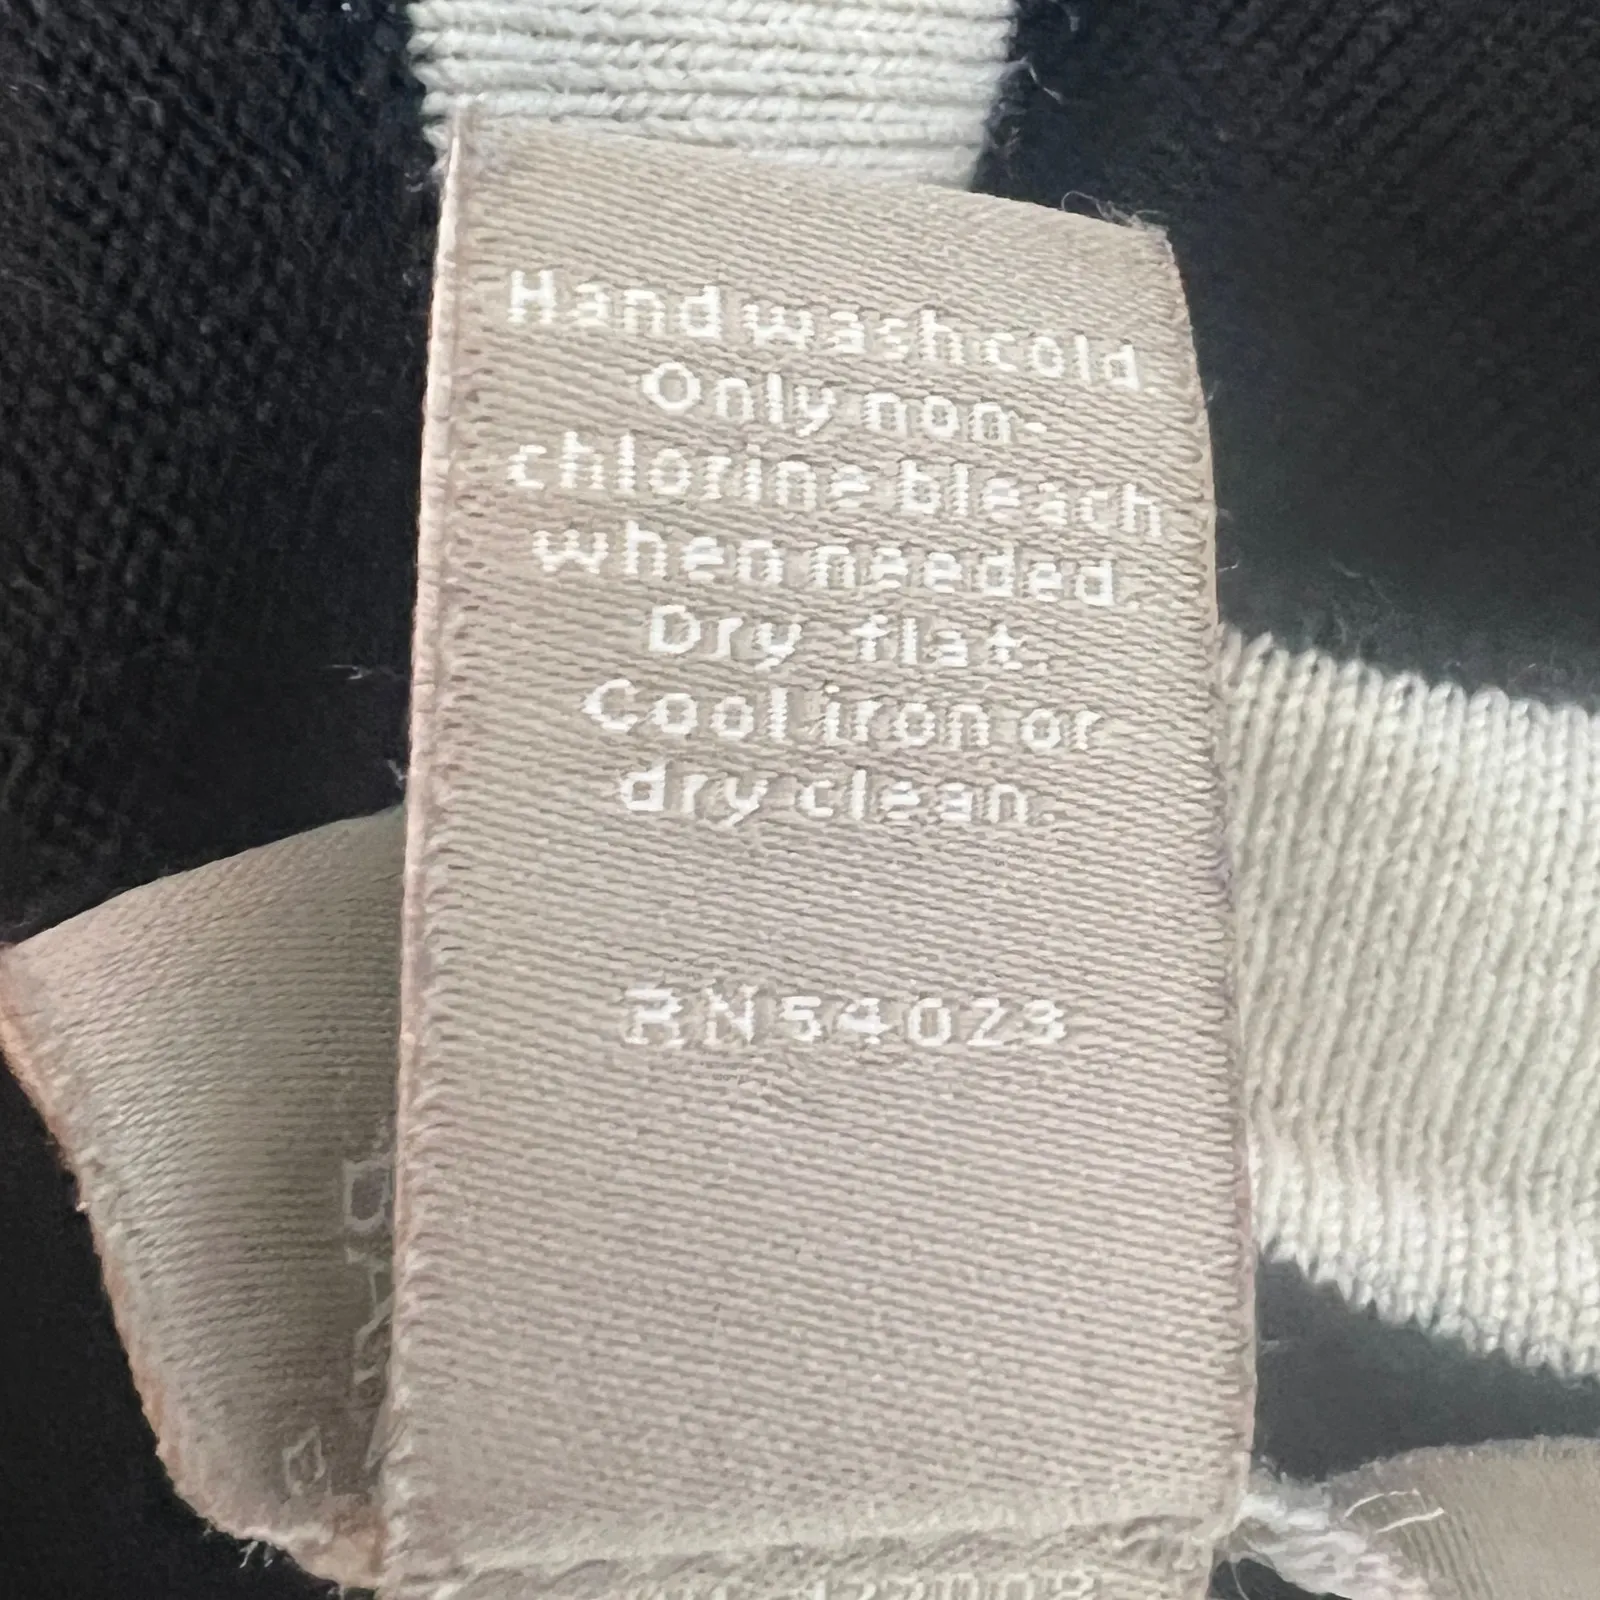 Hand wash cold.
Only non-
chlorine bleach
when needed.
Dry flat.
Cool iron or
dry clean.
RN54023